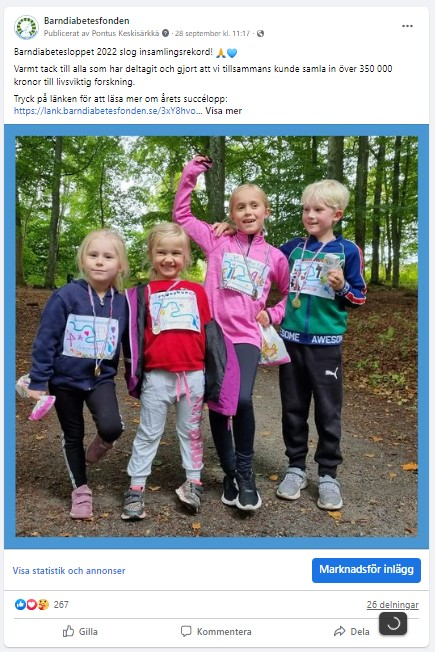 Barndiabetesfonden
Publicerat av Pontus Keskisärkkä · 28 september kl. 11:17 ·
Barndiabetesloppet 2022 slog insamlingsrekord! 🙏💙
Varmt tack till alla som har deltagit och gjort att vi tillsammans kunde samla in över 350 000
kronor till livsviktig forskning.
Tryck på länken för att läsa mer om årets succélopp:
https://lank.barndiabetesfonden.se/3xY8hvo... Visa mer
AWESOME
Visa statistik och annonser
Marknadsför inlägg
267
26 delningar
Gilla
Kommentera
Dela